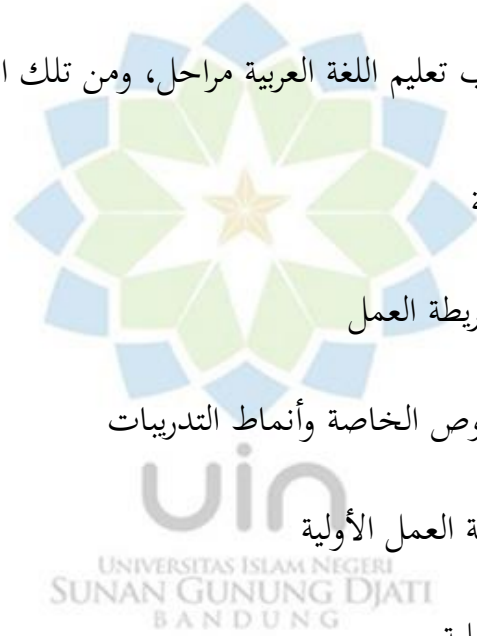 تعليم اللغة العربية مراحل، ومن تلك
العمل
الخاصة وأنماط التدريبات
uin
العمل الأولية
UNIVERSITAS ISLAM NEGERI
SUNAN GUNUNG DJATI
BANDUNG